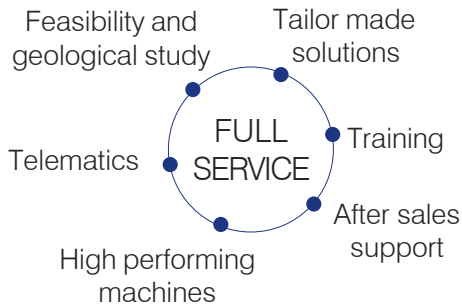 Feasibility and
geological study
Tailor made
solutions
FULL
SERVICE
Telematics
Training
After sales
support
High performing
machines